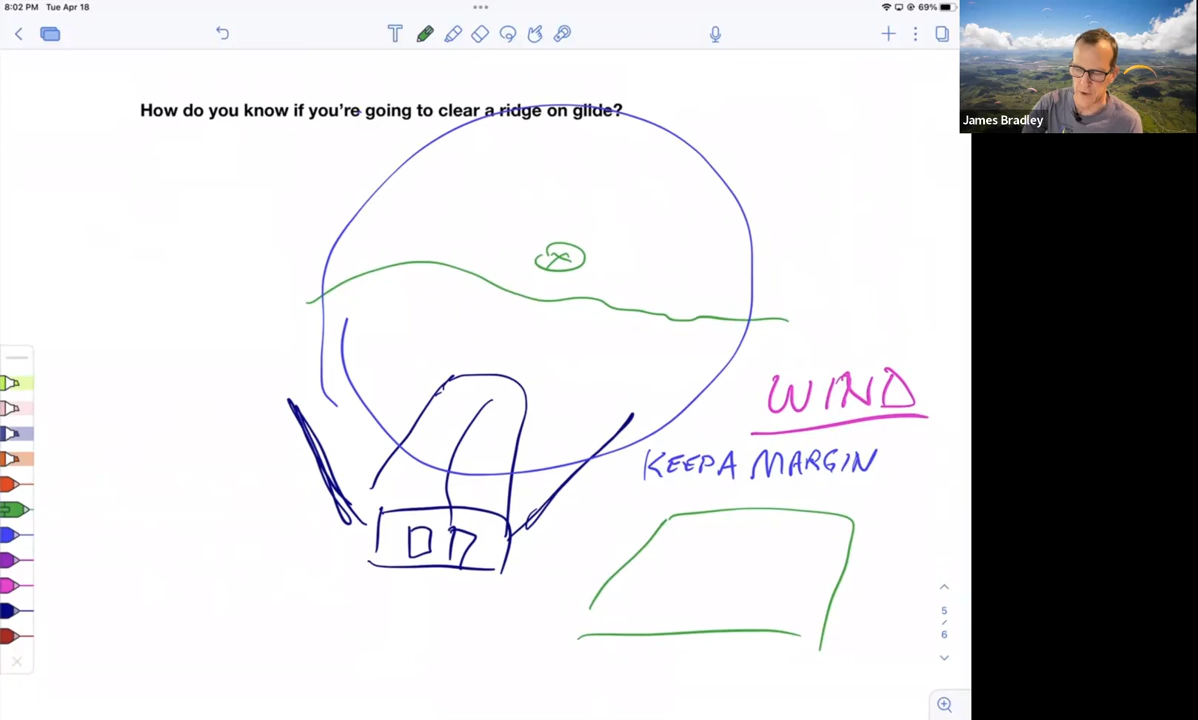 8:02 PM Tue Apr 18
69%
How do you know if you're going to clear a ridge on glide?
James Bradley
WIND
KEEP A MARGIN
5
/
6